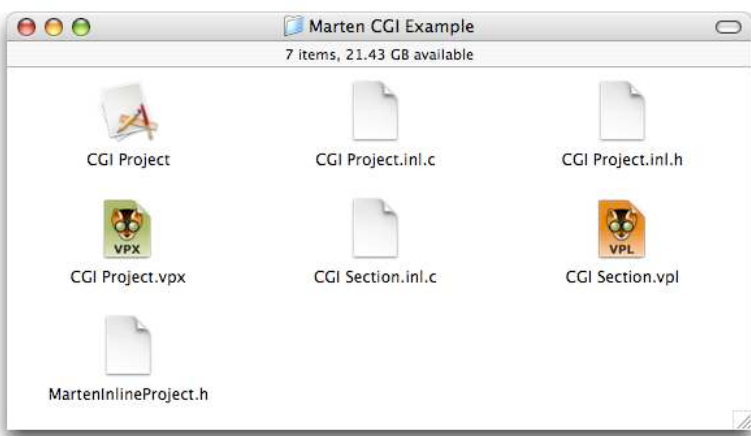 Marten CGI Example
7 items, 21.43 GB available
CGI Project
CGI Project.inl.c
CGI Project.inl.h
VPX
VPL
CGI Project.vpx
CGI Section.inl.c
CGI Section.vpl
MartenInlineProject.h